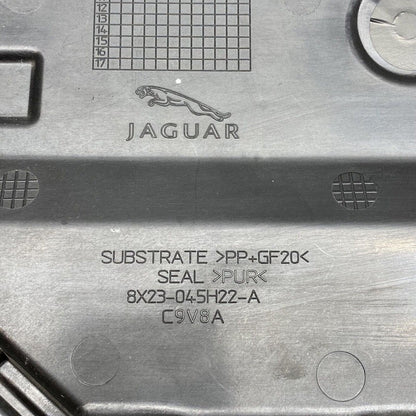 12
13
14
15
16
17
JAGUAR
SUBSTRATE >PP+GF20<
SEAL >PUR<
8X23-045H22-A
C9V8A